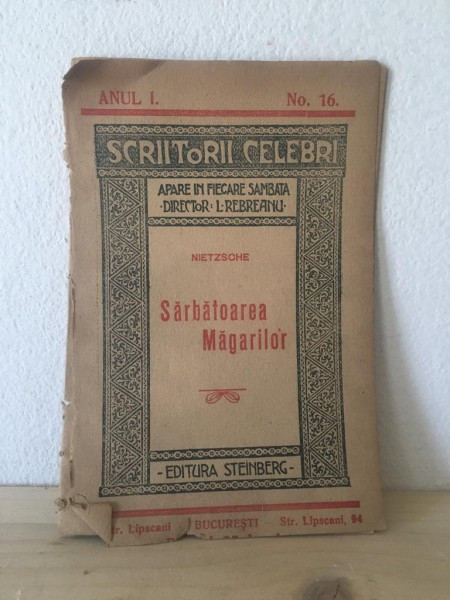 ANUL I. No. 16.
SCRIITORII CELEBRI
APARE IN FIECARE SAMBATA
·DIRECTOR: L·REBREANU·
NIETZSCHE
Sărbătoarea
Măgarilor
-EDITURA STEINBERG-
Str. Lipscani - BUCUREŞTI — Str. Lipscani, 94